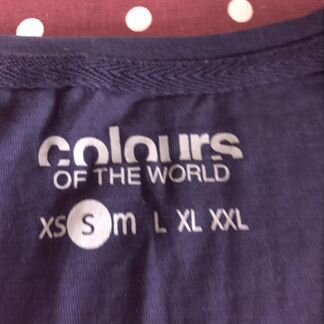 colours
OF THE WORLD
XS S m L XL XXL